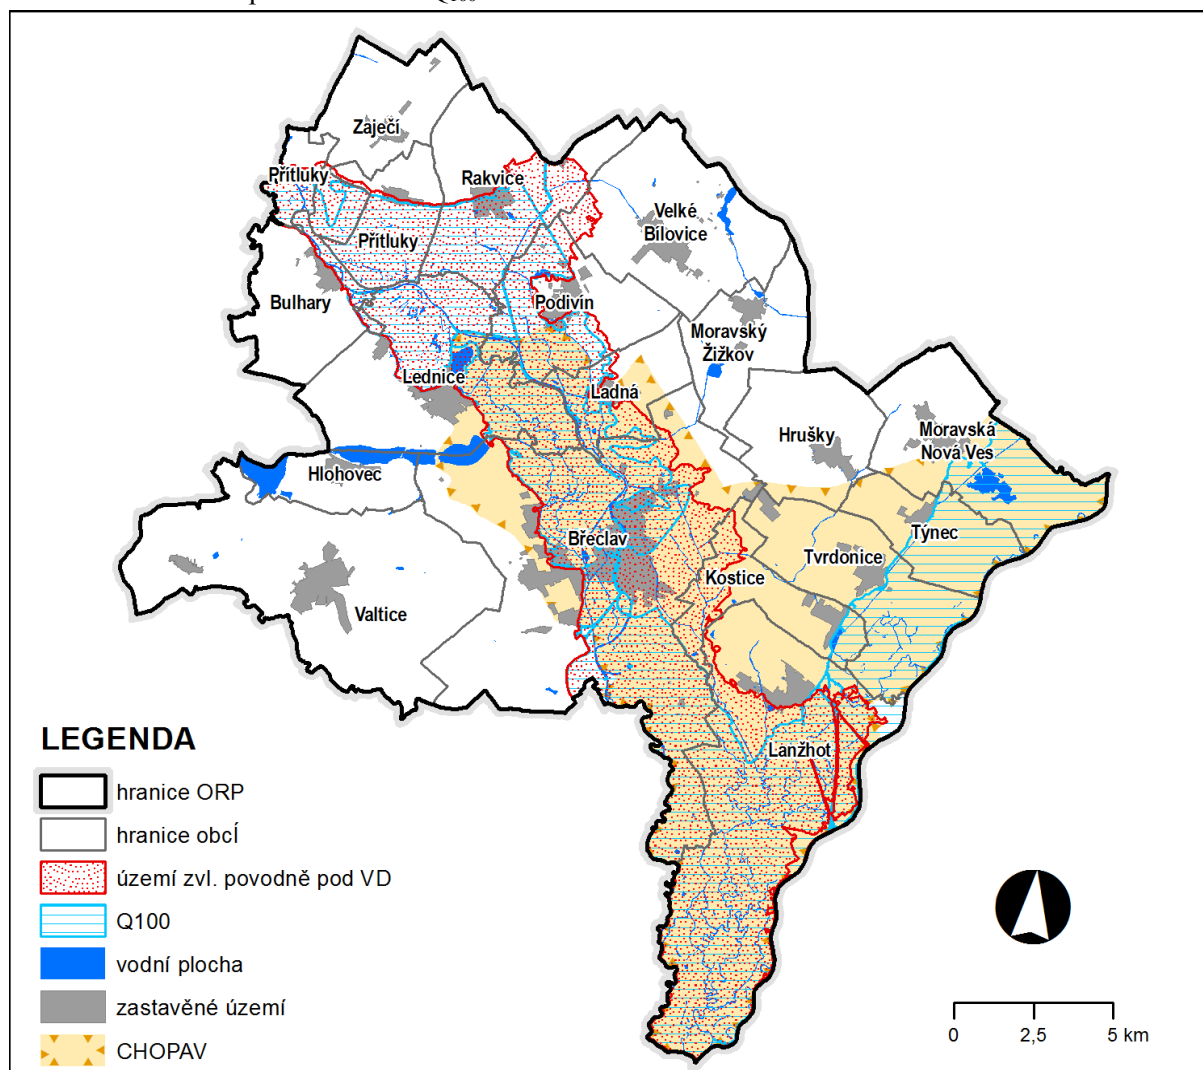 Q100
Zaječí
Přítluky
Rakvice
Velké
Bílovice
Přítluky
Bulhary
Podivín
Moravský
Žižkov
Lednice
Ladná
Hrušky
Moravská
Nová Ves
Hlohovec
Břeclav
Týnec
Tvrdonice
Kostice
Valtice
Lanžhot
LEGENDA
hranice ORP
hranice obcí
území zvl. povodně pod VD
Q100
vodní plocha
zastavěné území
CHOPAV
0 2,5 5 km